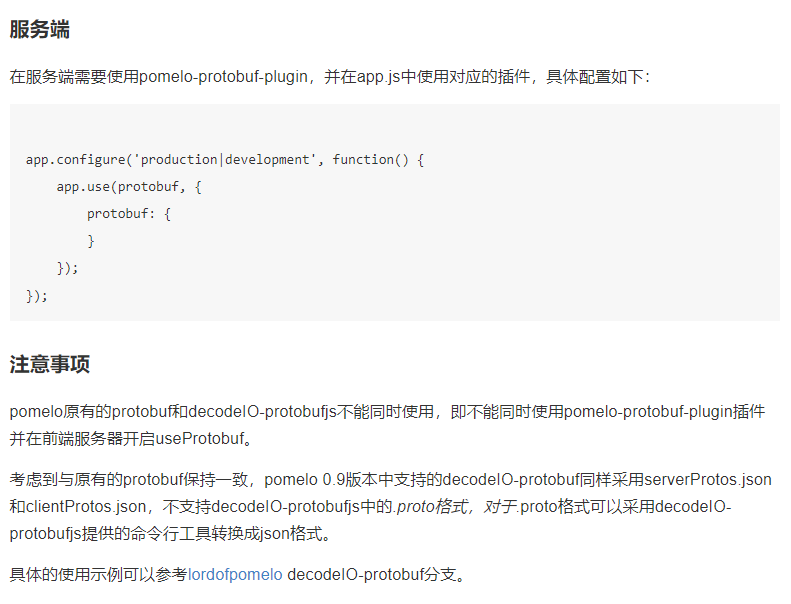 服务端
在服务端需要使用pomelo-protobuf-plugin，并在app.js中使用对应的插件，具体配置如下：
app.configure('production|development', function() {
    app.use(protobuf, {
        protobuf: {
        }
    });
});
注意事项
pomelo原有的protobuf和decodeIO-protobufjs不能同时使用，即不能同时使用pomelo-protobuf-plugin插件
并在前端服务器开启useProtobuf。
考虑到与原有的protobuf保持一致，pomelo 0.9版本中支持的decodeIO-protobuf同样采用serverProtos.json
和clientProtos.json，不支持decodeIO-protobufjs中的.proto格式，对于.proto格式可以采用decodeIO-
protobufjs提供的命令行工具转换成json格式。
具体的使用示例可以参考lordofpomelo decodeIO-protobuf分支。